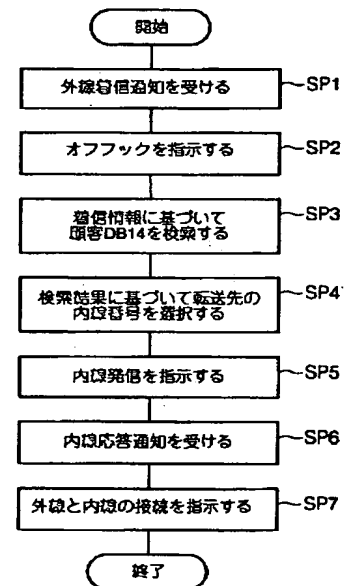 開始
外線着信通知を受ける
SP1
オフフックを指示する
SP2
着信情報に基づいて
顧客DB14を検索する
SP3
検索結果に基づいて転送先の
内線番号を選択する
SP4
内線発信を指示する
SP5
内線応答通知を受ける
SP6
外線と内線の接続を指示する
SP7
終了